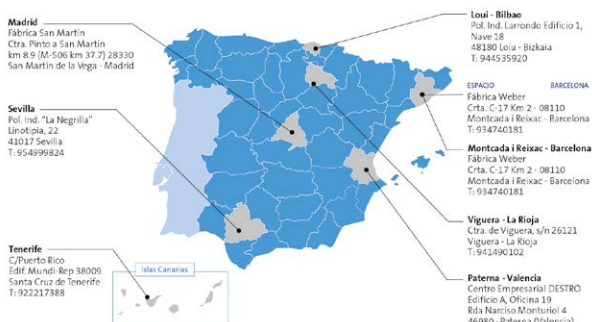 Madrid
Fábrica San Martín
Ctra. Pinto a San Martín
km 8.9 (M-506 km 37.7) 28330
San Martín de la Vega - Madrid
Sevilla
Pol. Ind. "La Negrilla"
Linotipia, 22
41017 Sevilla
T: 954999824
Tenerife
C/Puerto Rico
Edif. Mundi-Rep 38009
Santa Cruz de Tenerife
T: 922217388
Islas Canarias
Loui - Bilbao
Pol. Ind. Larrondo Edificio 1,
Nave 18
48180 Loiu - Bizkaia
T: 944535920
ESPACIO BARCELONA
Fábrica Weber
Crta. C-17 Km 2 - 08110
Montcada i Reixac - Barcelona
T: 934740181
Montcada i Reixac - Barcelona
Fábrica Weber
Crta. C-17 Km 2 - 08110
Montcada i Reixac - Barcelona
T: 934740181
Viguera - La Rioja
Ctra. de Viguera, s/n 26121
Viguera - La Rioja
T: 941490102
Paterna - Valencia
Centro Empresarial DESTRO
Edificio A, Oficina 19
Rda Narciso Monturiol 4
46980 - Paterna (Valencia)